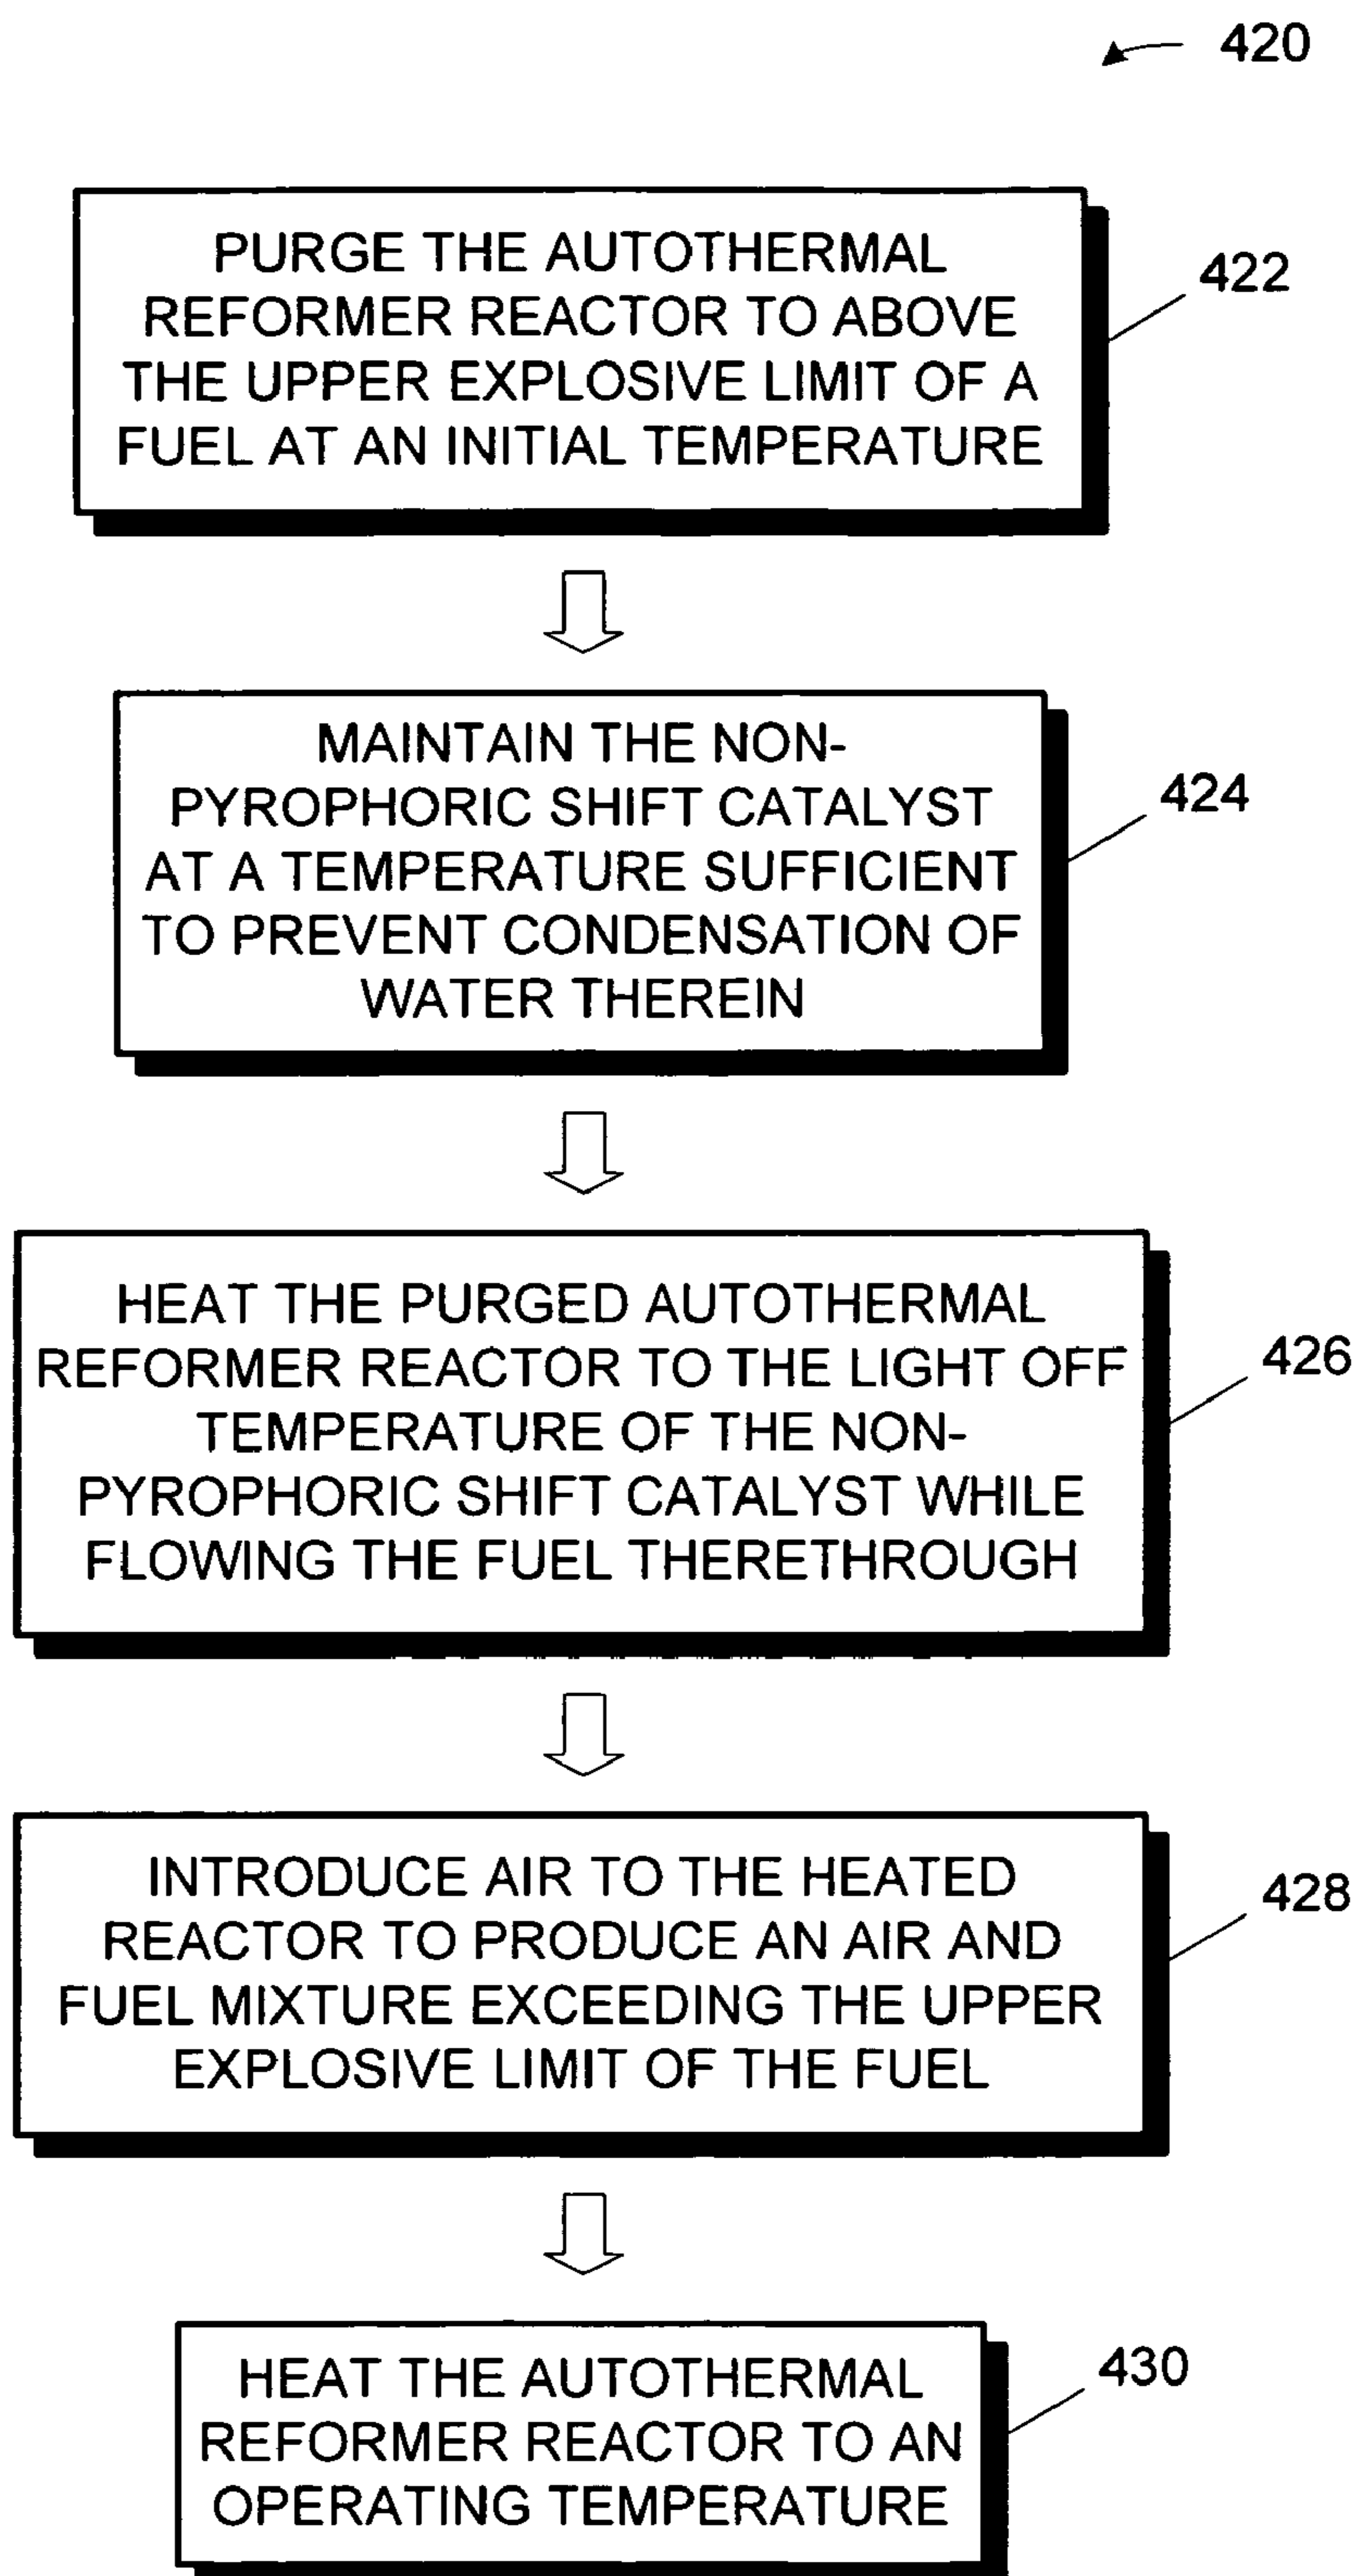 420
PURGE THE AUTOTHERMAL
REFORMER REACTOR TO ABOVE
THE UPPER EXPLOSIVE LIMIT OF A
FUEL AT AN INITIAL TEMPERATURE
422
MAINTAIN THE NON-
PYROPHORIC SHIFT CATALYST
AT A TEMPERATURE SUFFICIENT
TO PREVENT CONDENSATION OF
WATER THEREIN
424
HEAT THE PURGED AUTOTHERMAL
REFORMER REACTOR TO THE LIGHT OFF
TEMPERATURE OF THE NON-
PYROPHORIC SHIFT CATALYST WHILE
FLOWING THE FUEL THERETHROUGH
426
INTRODUCE AIR TO THE HEATED
REACTOR TO PRODUCE AN AIR AND
FUEL MIXTURE EXCEEDING THE UPPER
EXPLOSIVE LIMIT OF THE FUEL
428
HEAT THE AUTOTHERMAL
REFORMER REACTOR TO AN
OPERATING TEMPERATURE
430